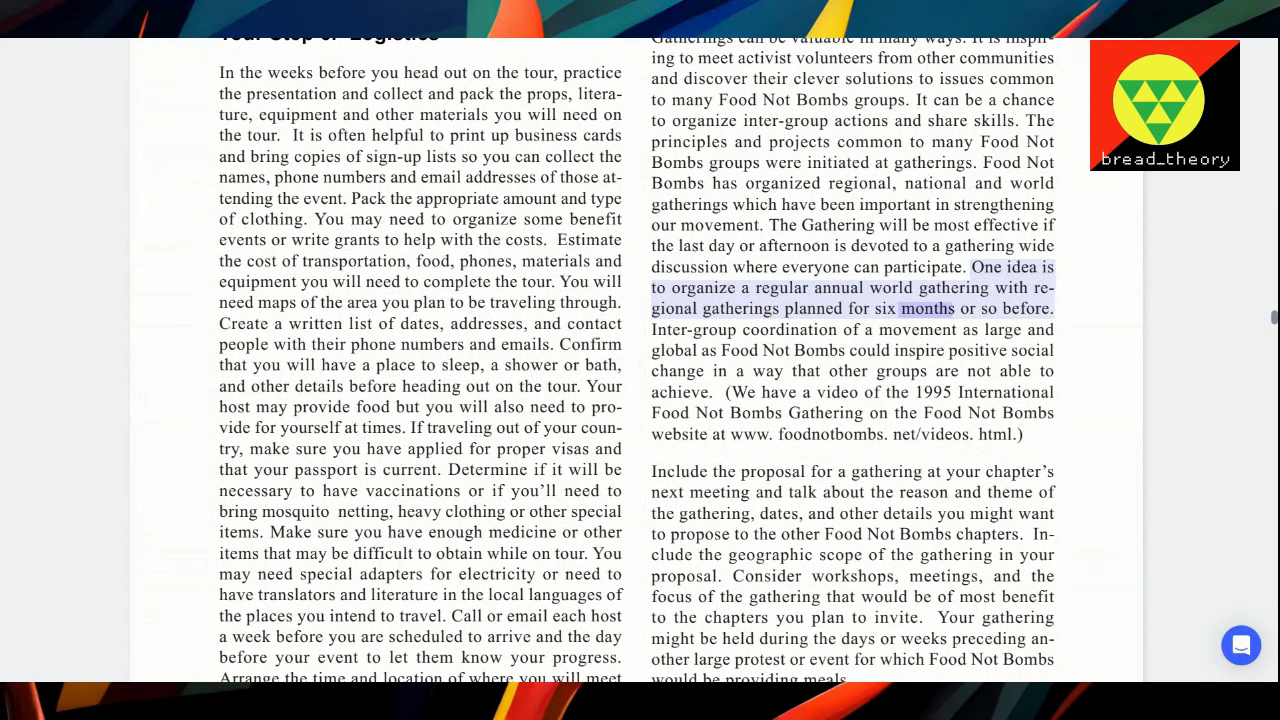 Your Stop or Logistics
In the weeks before you head out on the tour, practice
the presentation and collect and pack the props, litera-
ture, equipment and other materials you will need on
the tour.  It is often helpful to print up business cards
and bring copies of sign-up lists so you can collect the
names, phone numbers and email addresses of those at-
tending the event. Pack the appropriate amount and type
of clothing. You may need to organize some benefit
events or write grants to help with the costs.  Estimate
the cost of transportation, food, phones, materials and
equipment you will need to complete the tour. You will
need maps of the area you plan to be traveling through.
Create a written list of dates, addresses, and contact
people with their phone numbers and emails. Confirm
that you will have a place to sleep, a shower or bath,
and other details before heading out on the tour. Your
host may provide food but you will also need to pro-
vide for yourself at times. If traveling out of your coun-
try, make sure you have applied for proper visas and
that your passport is current. Determine if it will be
necessary to have vaccinations or if you'll need to
bring mosquito  netting, heavy clothing or other special
items. Make sure you have enough medicine or other
items that may be difficult to obtain while on tour. You
may need special adapters for electricity or need to
have translators and literature in the local languages of
the places you intend to travel. Call or email each host
a week before you are scheduled to arrive and the day
before your event to let them know your progress.
Arrange the time and location of where you will meet
Gatherings can be valuable in many ways. It is inspir-
ing to meet activist volunteers from other communities
and discover their clever solutions to issues common
to many Food Not Bombs groups. It can be a chance
to organize inter-group actions and share skills. The
principles and projects common to many Food Not
Bombs groups were initiated at gatherings. Food Not
Bombs has organized regional, national and world
gatherings which have been important in strengthening
our movement. The Gathering will be most effective if
the last day or afternoon is devoted to a gathering wide
discussion where everyone can participate. One idea is
to organize a regular annual world gathering with re-
gional gatherings planned for six months or so before.
Inter-group coordination of a movement as large and
global as Food Not Bombs could inspire positive social
change in a way that other groups are not able to
achieve.  (We have a video of the 1995 International
Food Not Bombs Gathering on the Food Not Bombs
website at www. foodnotbombs. net/videos. html.)
Include the proposal for a gathering at your chapter's
next meeting and talk about the reason and theme of
the gathering, dates, and other details you might want
to propose to the other Food Not Bombs chapters.  In-
clude the geographic scope of the gathering in your
proposal. Consider workshops, meetings, and the
focus of the gathering that would be of most benefit
to the chapters you plan to invite.  Your gathering
might be held during the days or weeks preceding an-
other large protest or event for which Food Not Bombs
would be providing meals.
bread_theory